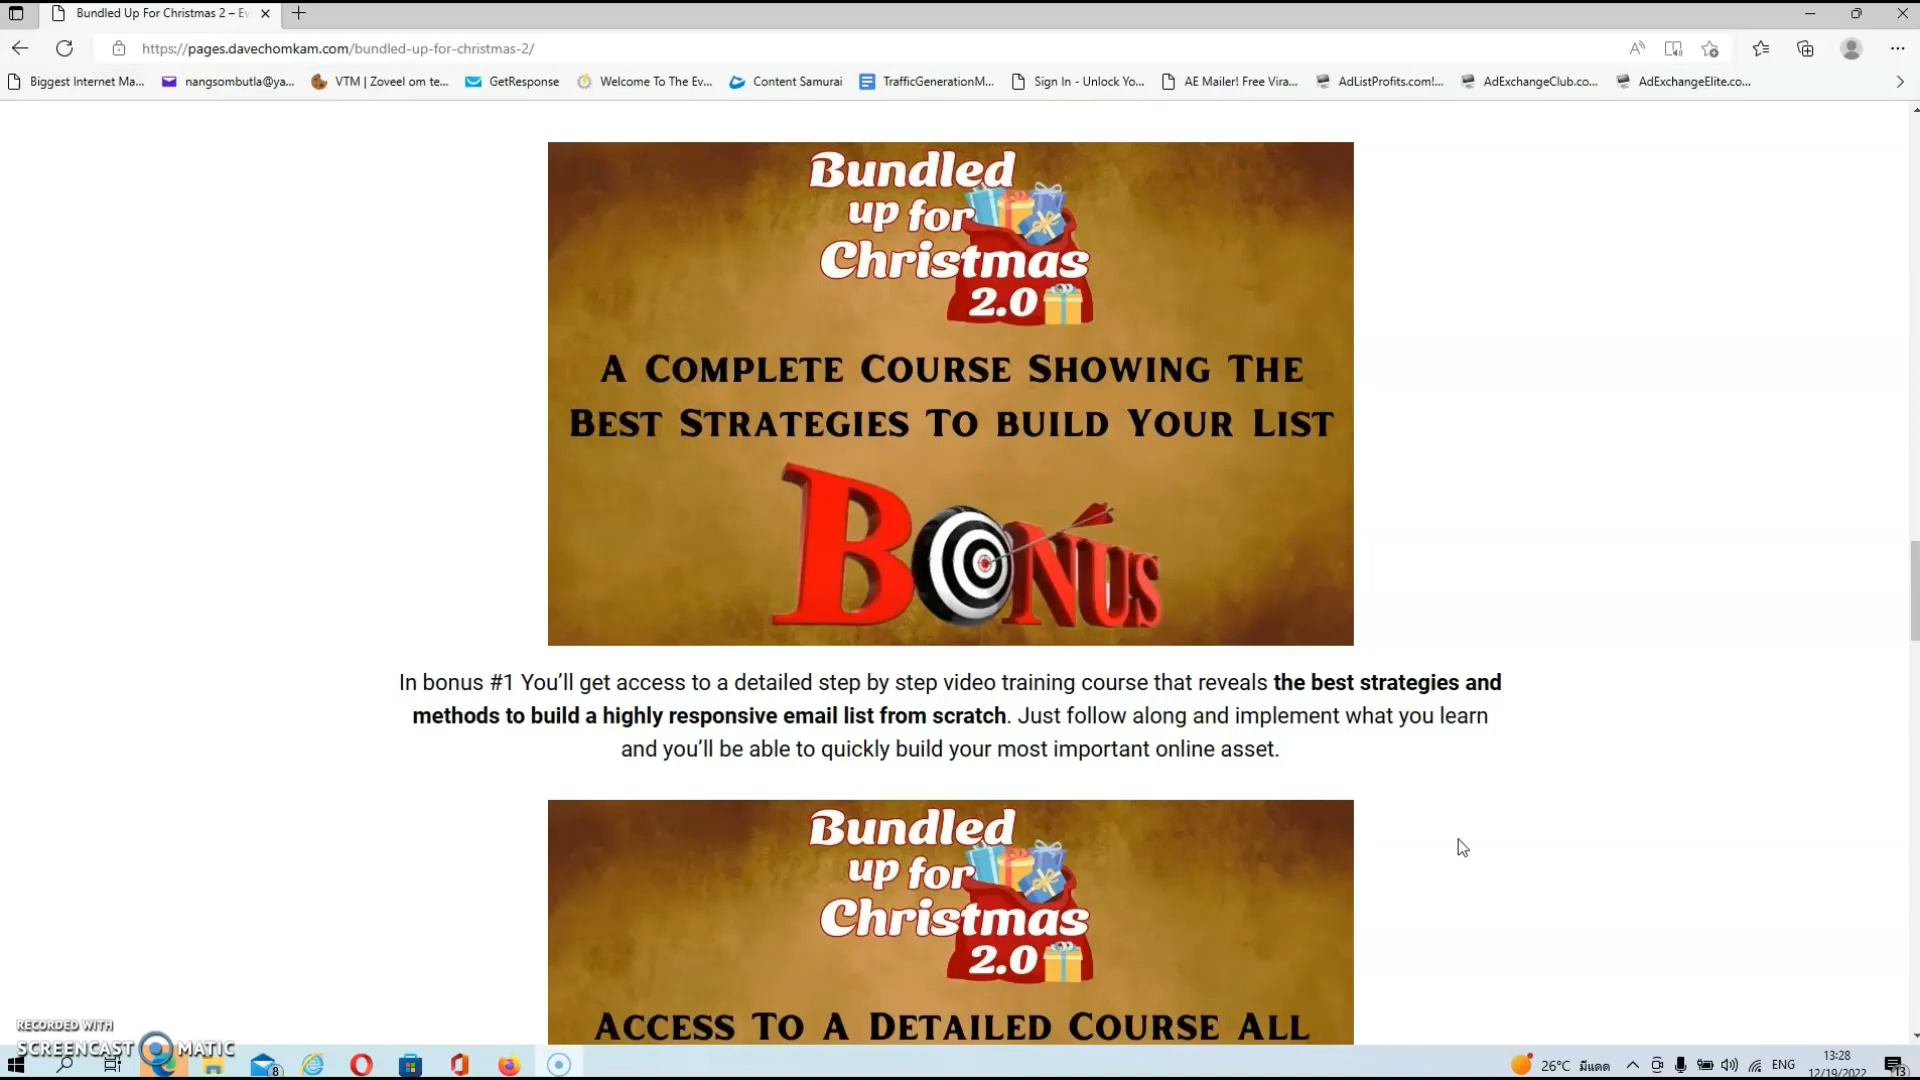 Bundled Up For Christmas 2 – Ev
https://pages.davechomkam.com/bundled-up-for-christmas-2/
Biggest Internet Ma... nangsombutla@ya... VTM | Zoveel om te... GetResponse Welcome To The Ev... Content Samurai TrafficGenerationM... Sign In - Unlock Yo... AE Mailer! Free Vira... AdListProfits.com!... AdExchangeClub.co... AdExchangeElite.co...
Bundled
up for
Christmas
2.0
A Complete Course Showing The
Best Strategies To build Your List
Bonus
In bonus #1 You’ll get access to a detailed step by step video training course that reveals the best strategies and
methods to build a highly responsive email list from scratch. Just follow along and implement what you learn
and you’ll be able to quickly build your most important online asset.
Bundled
up for
Christmas
2.0
Access To A Detailed Course All
RECORDED WITH
SCREENCAST MATIC
8
26°C มีแดด ENG
13:28
12/19/2022
13